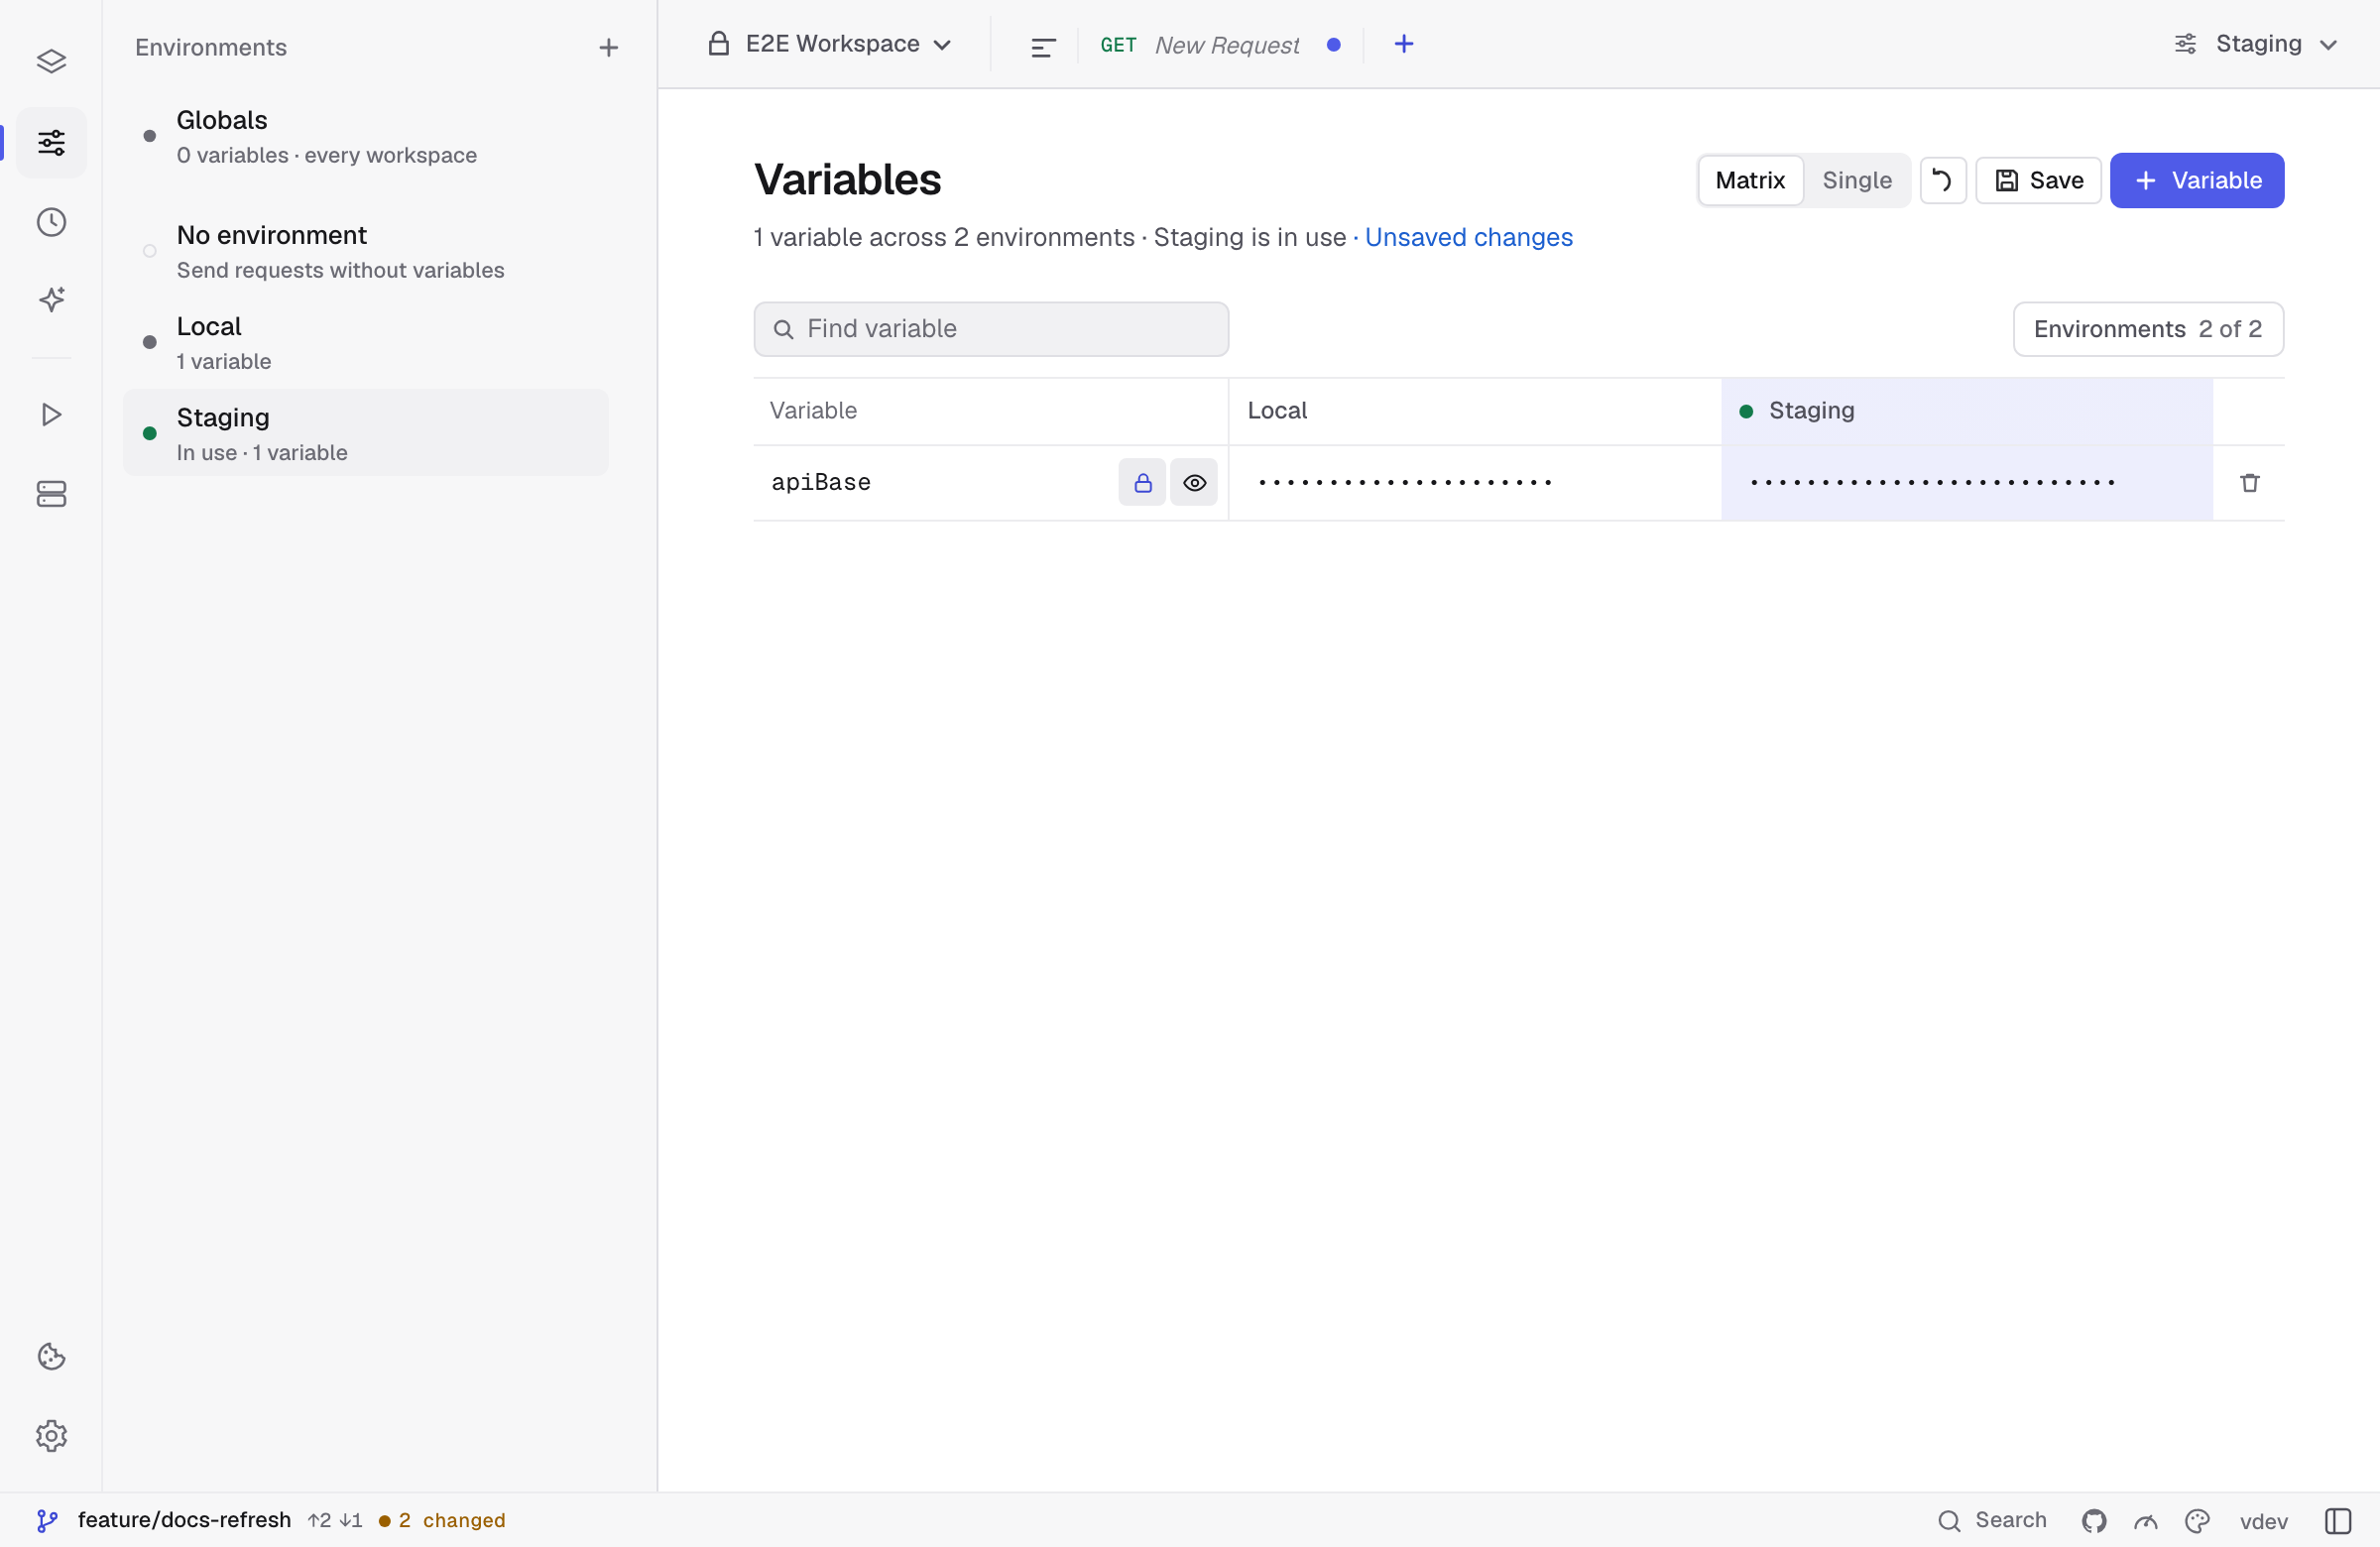 Environments
Globals
0 variables · every workspace
No environment
Send requests without variables
Local
1 variable
Staging
In use · 1 variable
E2E Workspace
GET New Request
Staging
Variables
Matrix Single Save Variable
1 variable across 2 environments · Staging is in use · Unsaved changes
Find variable
Environments 2 of 2
Variable Local Staging
apiBase ••••••••••••••••••••• ••••••••••••••••••••••••••
feature/docs-refresh ↑2 ↓1 2 changed
Search vdev